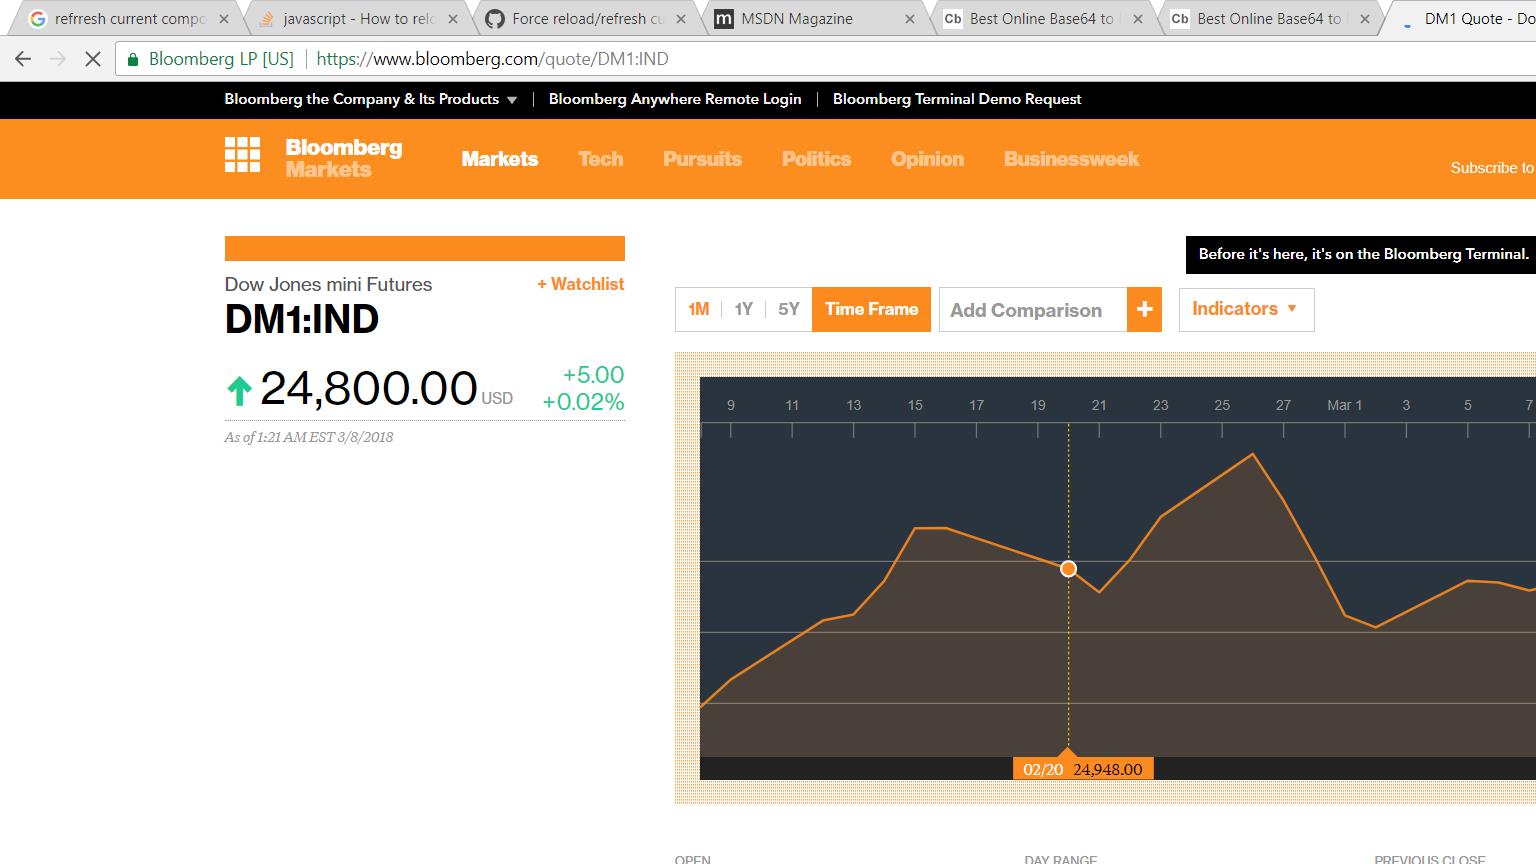 refrresh current compo
javascript - How to relo
Force reload/refresh cu
MSDN Magazine
Cb Best Online Base64 to
Cb Best Online Base64 to
DM1 Quote - Do
Bloomberg LP [US]
https://www.bloomberg.com/quote/DM1:IND
Bloomberg the Company & Its Products
Bloomberg Anywhere Remote Login
Bloomberg Terminal Demo Request
Bloomberg
Markets
Markets Tech Pursuits Politics Opinion Businessweek
Subscribe to
Before it's here, it's on the Bloomberg Terminal.
Dow Jones mini Futures
+ Watchlist
DM1:IND
24,800.00 USD
+5.00
+0.02%
As of 1:21 AM EST 3/8/2018
1M 1Y 5Y Time Frame
Add Comparison +
Indicators
9 11 13 15 17 19 21 23 25 27 Mar 1 3 5 7
02/20 24,948.00
OPEN
DAY RANGE
PREVIOUS CLOSE